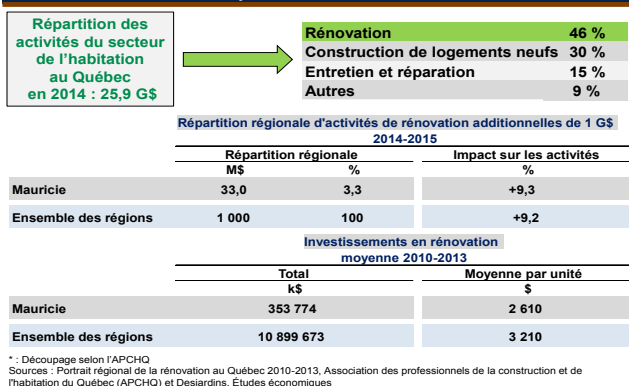 Répartition des
activités du secteur
de l'habitation
au Québec
en 2014 : 25,9 G$
Rénovation 46 %
Construction de logements neufs 30 %
Entretien et réparation 15 %
Autres 9 %
Répartition régionale d'activités de rénovation additionnelles de 1 G$
2014-2015
Répartition régionale Impact sur les activités
M$ % %
Mauricie 33,0 3,3 +9,3
Ensemble des régions 1 000 100 +9,2
Investissements en rénovation
moyenne 2010-2013
Total Moyenne par unité
k$ $
Mauricie 353 774 2 610
Ensemble des régions 10 899 673 3 210
* : Découpage selon l'APCHQ
Sources : Portrait régional de la rénovation au Québec 2010-2013, Association des professionnels de la construction et de
l'habitation du Québec (APCHQ) et Desjardins, Études économiques